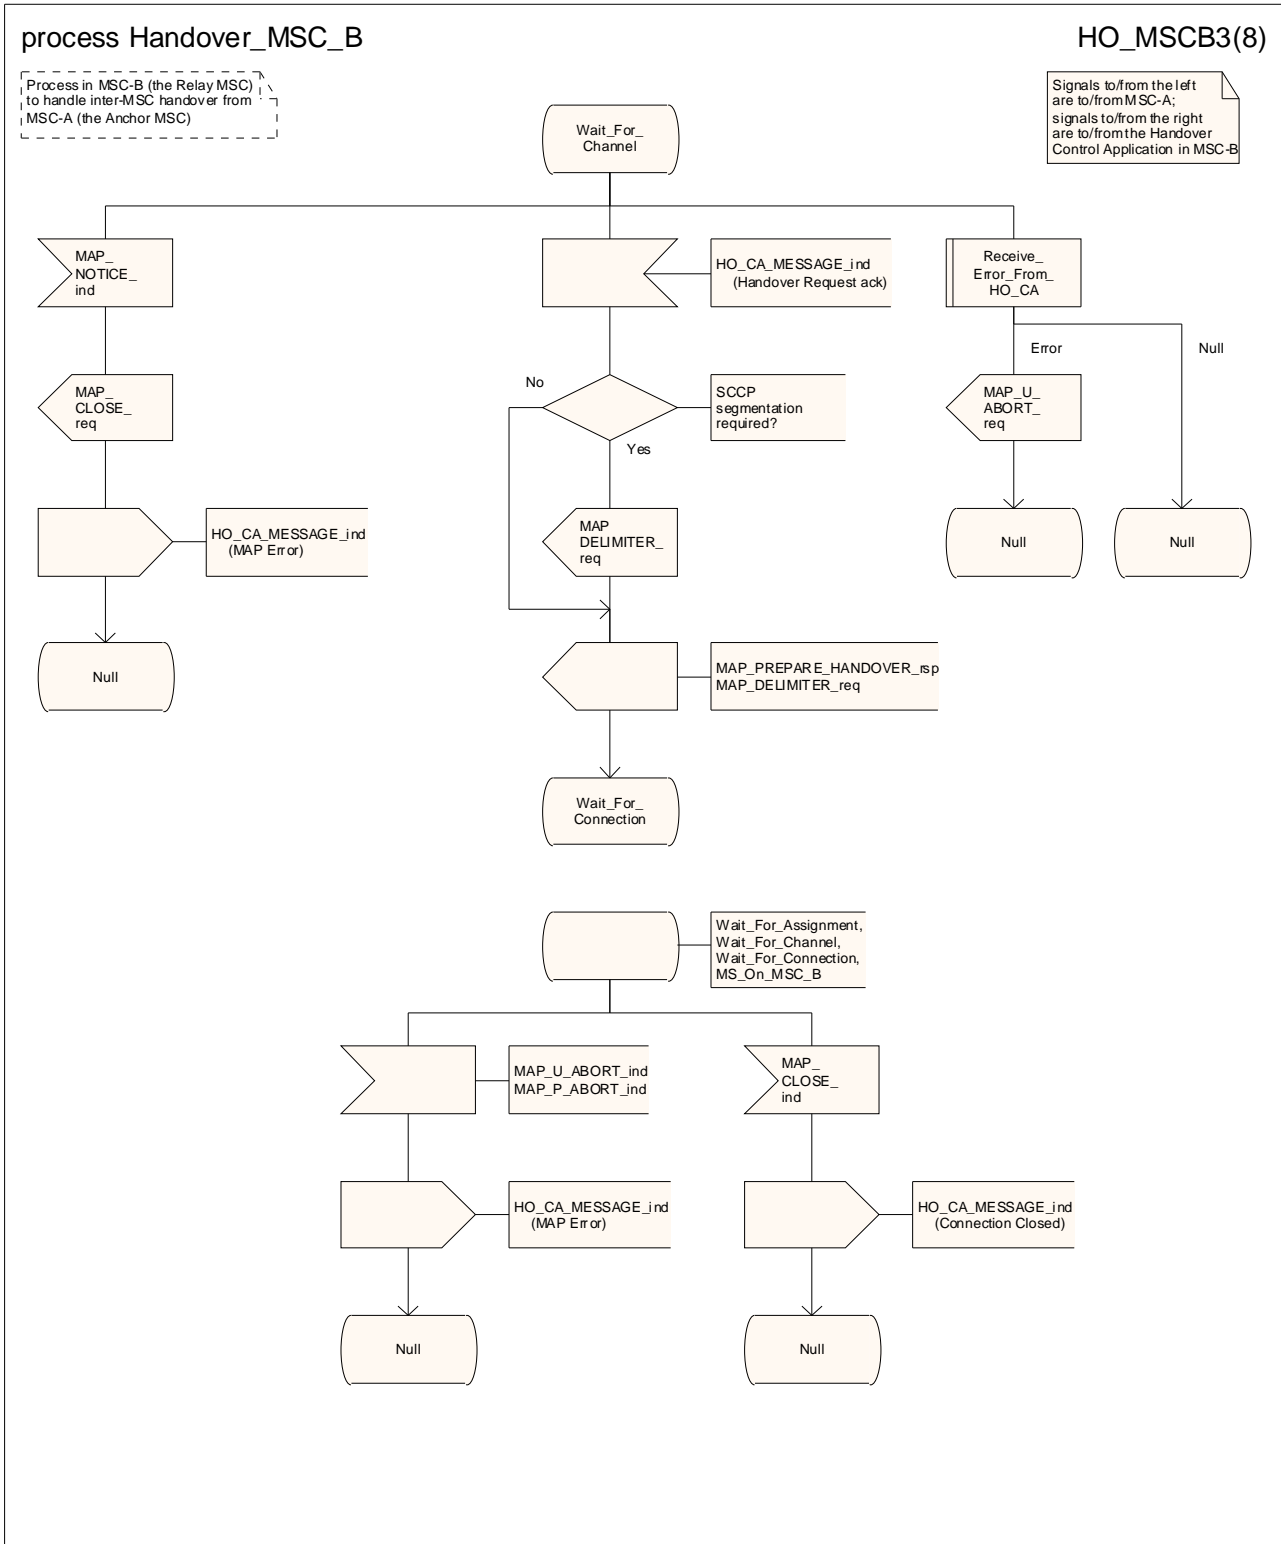 process Handover_MSC_B
HO_MSCB3(8)
Process in MSC-B (the Relay MSC)
to handle inter-MSC handover from
MSC-A (the Anchor MSC)
Signals to/from the left
are to/from MSC-A;
signals to/from the right
are to/from the Handover
Control Application in MSC-B
Wait_For_
Channel
MAP_
NOTICE_
ind
HO_CA_MESSAGE_ind
(Handover Request ack)
Receive_
Error_From_
HO_CA
Error
Null
MAP_
CLOSE_
req
No
SCCP
segmentation
required?
Yes
MAP_U_
ABORT_
req
HO_CA_MESSAGE_ind
(MAP Error)
MAP
DELIMITER_
req
Null
Null
Null
MAP_PREPARE_HANDOVER_rsp
MAP_DELIMITER_req
Wait_For_
Connection
Wait_For_Assignment,
Wait_For_Channel,
Wait_For_Connection,
MS_On_MSC_B
MAP_U_ABORT_ind
MAP_P_ABORT_ind
MAP_
CLOSE_
ind
HO_CA_MESSAGE_ind
(MAP Error)
HO_CA_MESSAGE_ind
(Connection Closed)
Null
Null